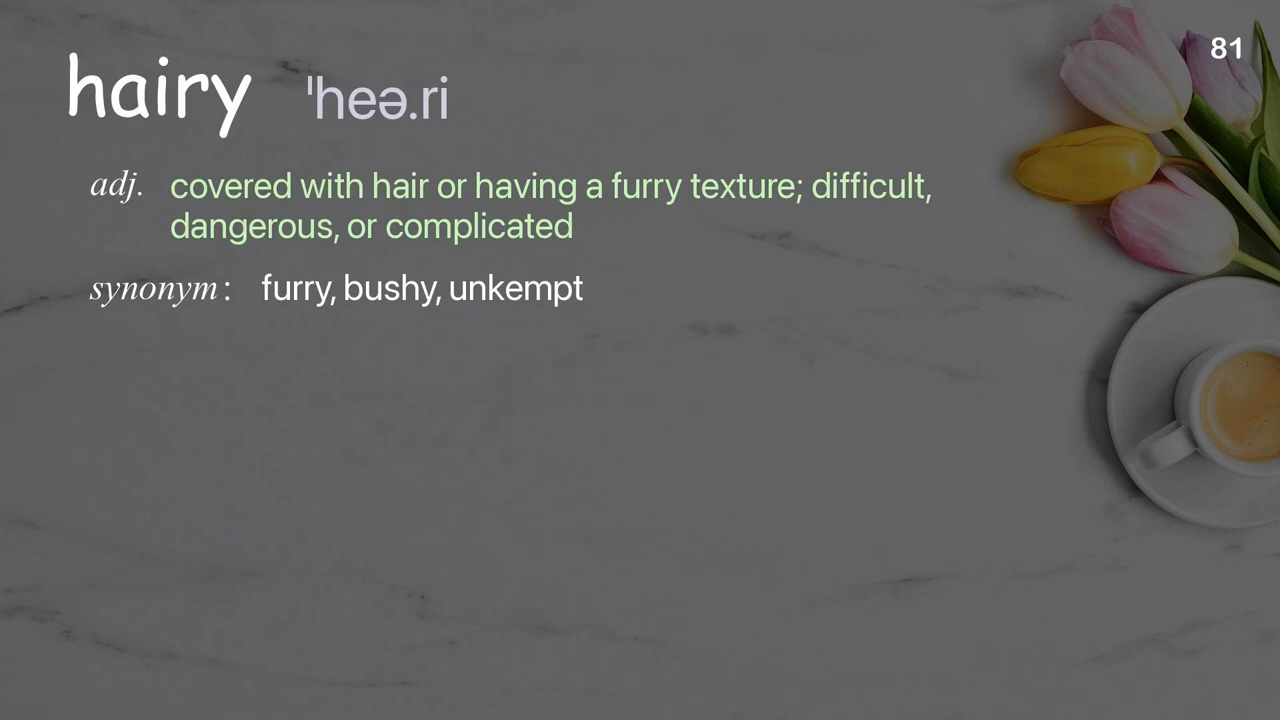 81
hairy ˈheə.ri
adj. covered with hair or having a furry texture; difficult,
dangerous, or complicated
synonym : furry, bushy, unkempt